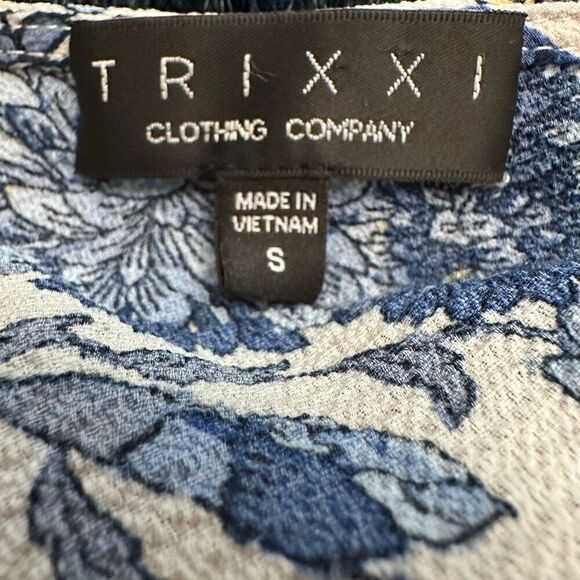 TRIXXI
CLOTHING COMPANY
MADE IN
VIETNAM
S